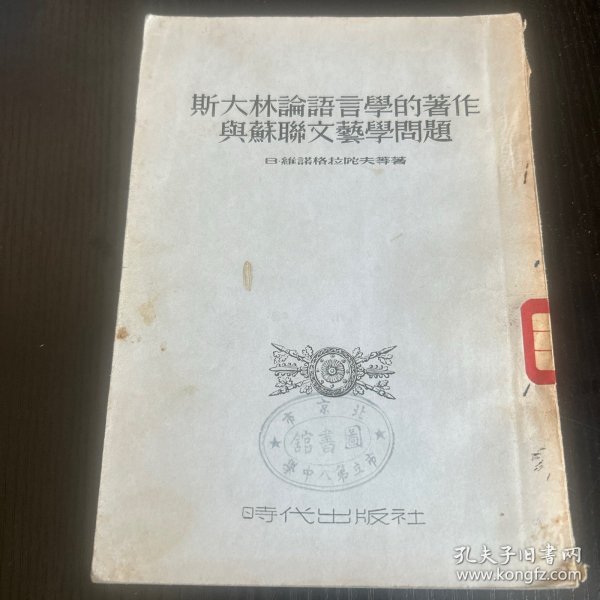 斯大林論語言學的著作
與蘇聯文藝學問題
B·維諾格拉陀夫等著
北京市
圖書館
市立第八中學
時代出版社
孔夫子旧书网
www.kongfz.com